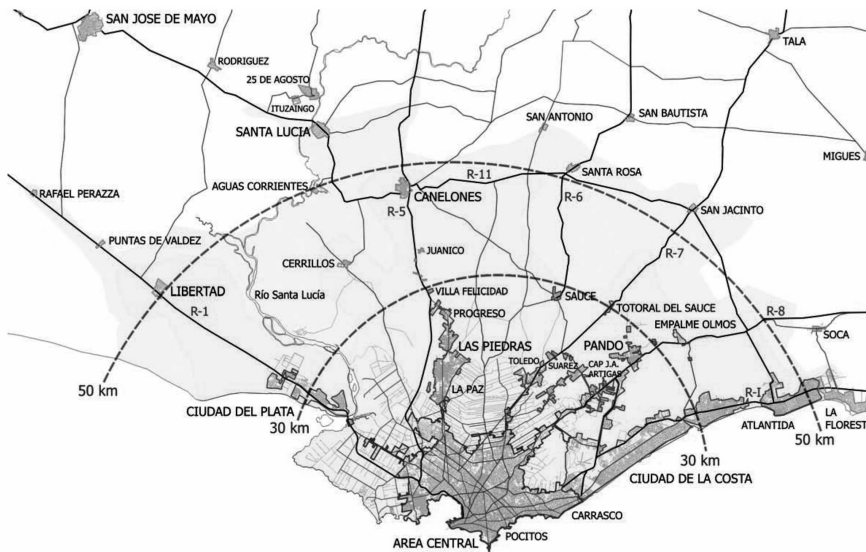 SAN JOSE DE MAYO
TALA
RODRIGUEZ
25 DE AGOSTO
ITUZAINGO
SANTA LUCIA
SAN ANTONIO
SAN BAUTISTA
MIGUES
SANTA ROSA
R-11
AGUAS CORRIENTES
RAFAEL PERAZZA
CANELONES
R-6
R-5
SAN JACINTO
PUNTAS DE VALDEZ
JUANICO
R-7
CERRILLOS
LIBERTAD
VILLA FELICIDAD
SAUCE
Río Santa Lucía
R-1
PROGRESO
TOTORAL DEL SAUCE
R-8
EMPALME OLMOS
SOCA
LAS PIEDRAS
PANDO
TOLEDO
SUAREZ
CAP J.A.
ARTIGAS
50 km
LA PAZ
R-I
CIUDAD DEL PLATA
30 km
ATLANTIDA
LA
FLOREST
50 km
30 km
CIUDAD DE LA COSTA
CARRASCO
POCITOS
AREA CENTRAL